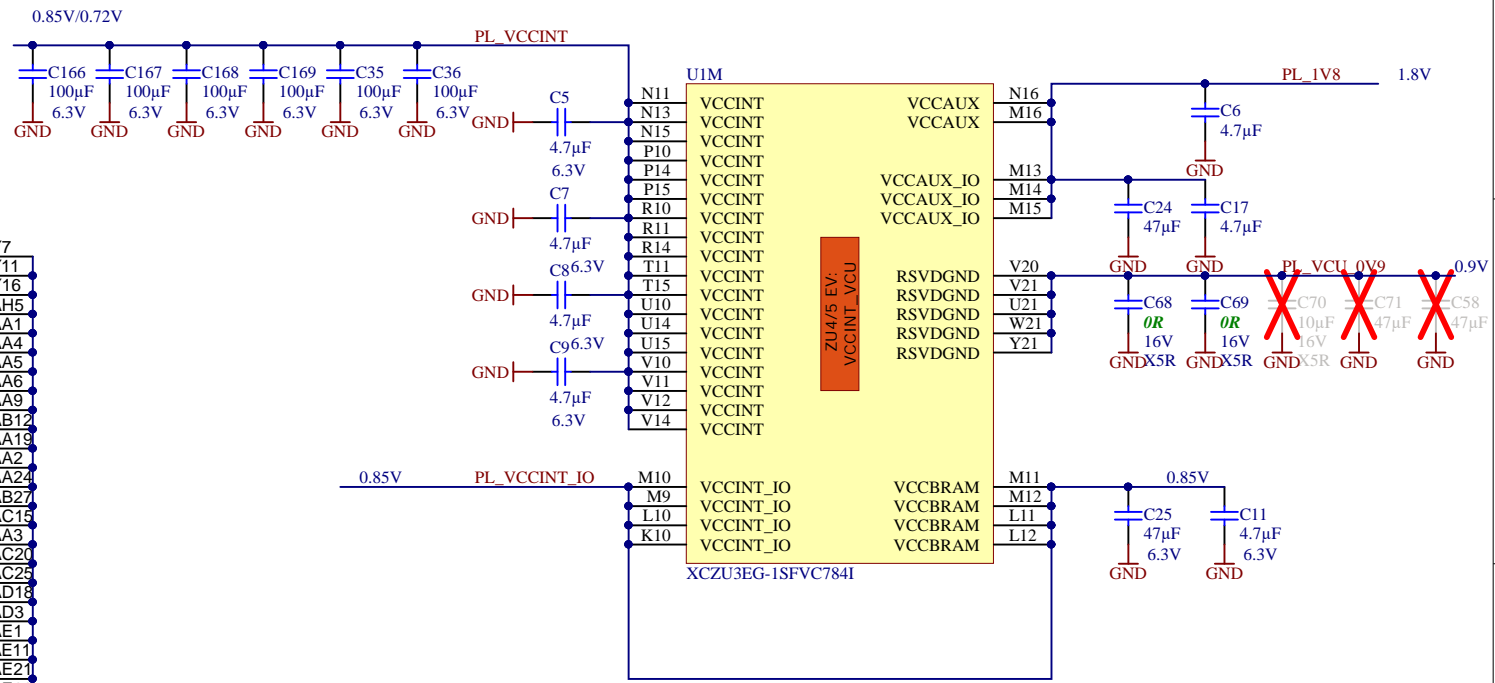 0.85V/0.72V
PL_VCCINT
C166
100µF
6.3V
GND
C167
100µF
6.3V
GND
C168
100µF
6.3V
GND
C169
100µF
6.3V
GND
C35
100µF
6.3V
GND
C36
100µF
6.3V
GND
C5
GND
4.7µF
6.3V
C7
GND
4.7µF
6.3V
C8
GND
4.7µF
6.3V
C9
GND
4.7µF
6.3V
U1M
N11 VCCINT
N13 VCCINT
N15 VCCINT
P10 VCCINT
P14 VCCINT
P15 VCCINT
R10 VCCINT
R11 VCCINT
R14 VCCINT
T11 VCCINT
T15 VCCINT
U10 VCCINT
U14 VCCINT
U15 VCCINT
V10 VCCINT
V11 VCCINT
V12 VCCINT
V14 VCCINT
0.85V PL_VCCINT_IO
M10 VCCINT_IO
M9 VCCINT_IO
L10 VCCINT_IO
K10 VCCINT_IO
ZU4/5 EV:
VCCINT_VCU
VCCAUX N16
VCCAUX M16
VCCAUX_IO M13
VCCAUX_IO M14
VCCAUX_IO M15
RSVDGND V20
RSVDGND V21
RSVDGND U21
RSVDGND W21
RSVDGND Y21
VCCBRAM M11
VCCBRAM M12
VCCBRAM L11
VCCBRAM L12
XCZU3EG-1SFVC784I
PL_1V8 1.8V
C6
4.7µF
GND
C24
47µF
GND
C17
4.7µF
GND
PL_VCU_0V9 0.9V
C68
0R
16V
X5R
GND
C69
0R
16V
X5R
GND
C70
10µF
16V
X5R
GND
C71
47µF
GND
C58
47µF
GND
0.85V
C25
47µF
6.3V
GND
C11
4.7µF
6.3V
GND
7
11
16
AH5
AA1
AA4
AA5
AA6
AA9
AB12
AA19
AA2
AA24
AB27
AC15
AA3
AC20
AC25
AD18
AD3
AE1
AE11
AE21